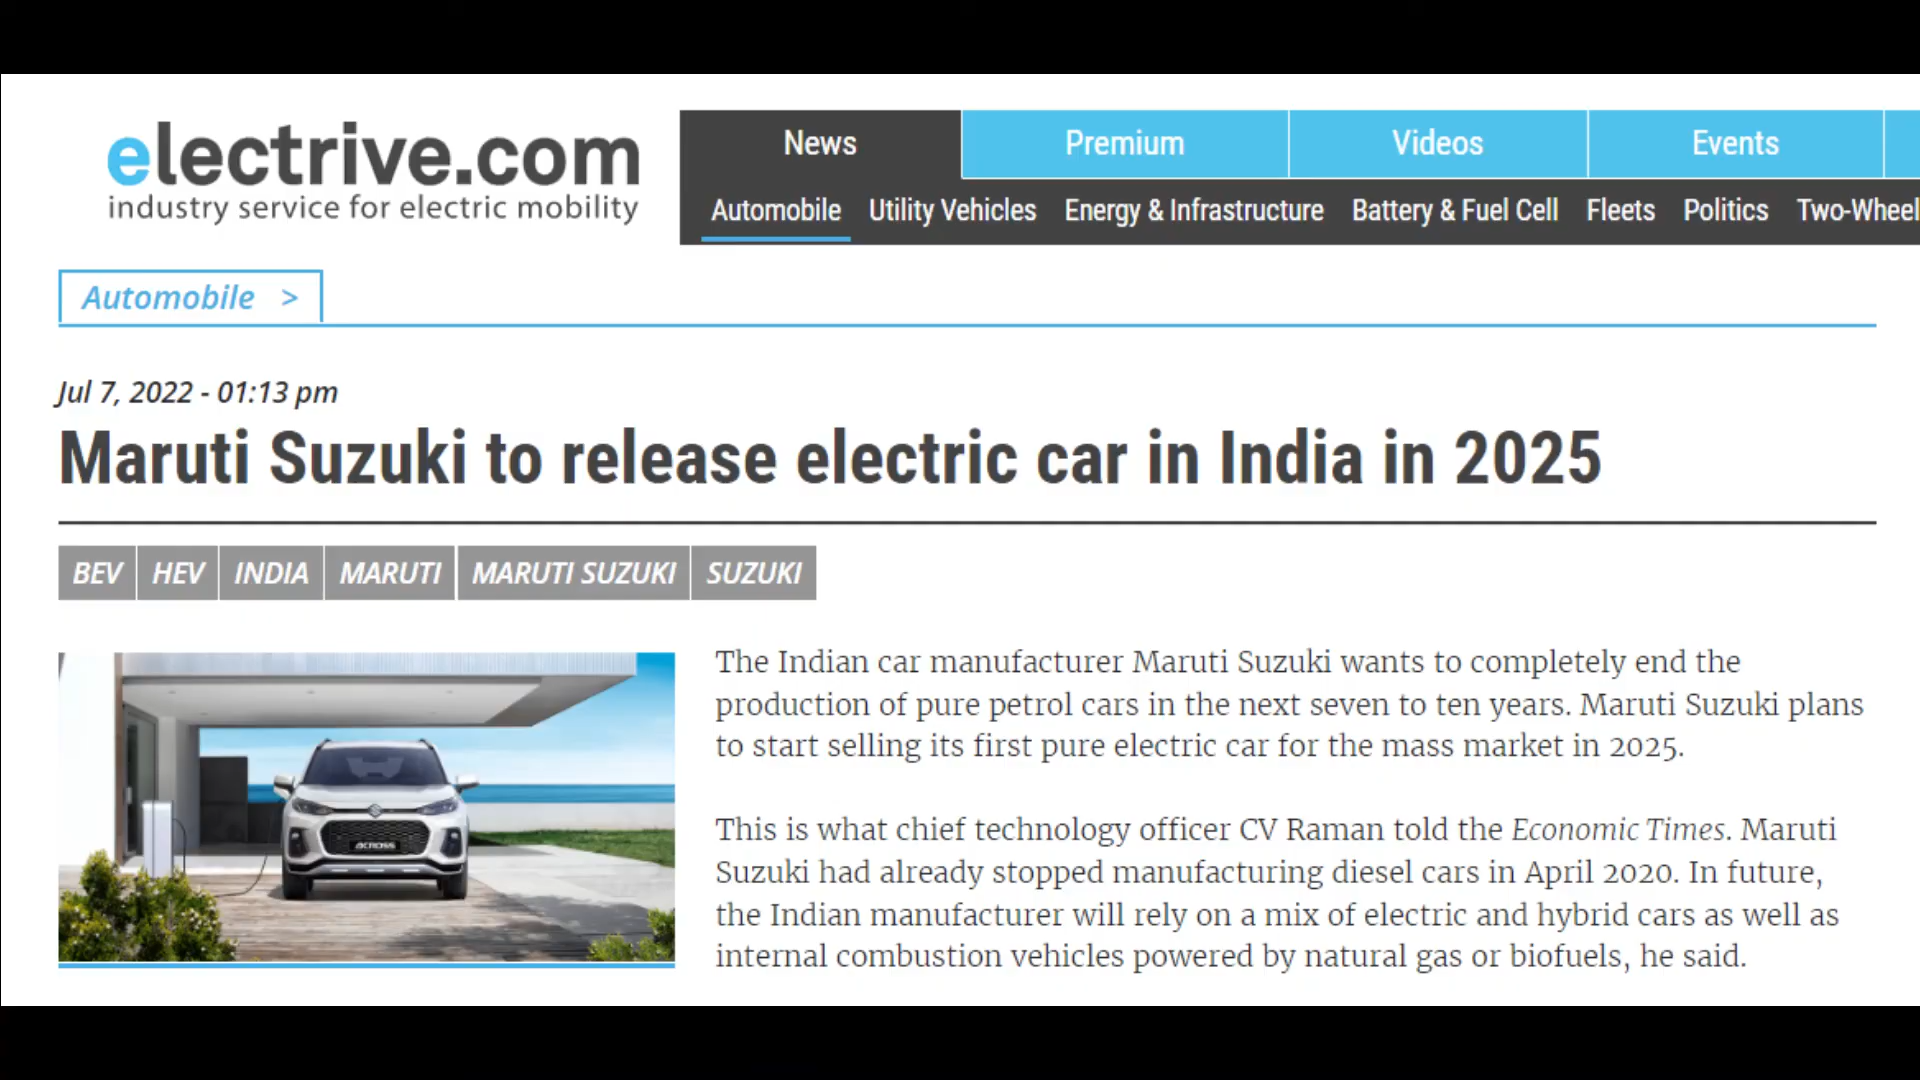 electrive.com
industry service for electric mobility
News Premium Videos Events
Automobile Utility Vehicles Energy & Infrastructure Battery & Fuel Cell Fleets Politics Two-Wheel
Automobile >
Jul 7, 2022 - 01:13 pm
Maruti Suzuki to release electric car in India in 2025
BEV HEV INDIA MARUTI MARUTI SUZUKI SUZUKI
The Indian car manufacturer Maruti Suzuki wants to completely end the
production of pure petrol cars in the next seven to ten years. Maruti Suzuki plans
to start selling its first pure electric car for the mass market in 2025.
This is what chief technology officer CV Raman told the Economic Times. Maruti
Suzuki had already stopped manufacturing diesel cars in April 2020. In future,
the Indian manufacturer will rely on a mix of electric and hybrid cars as well as
internal combustion vehicles powered by natural gas or biofuels, he said.
ACROSS